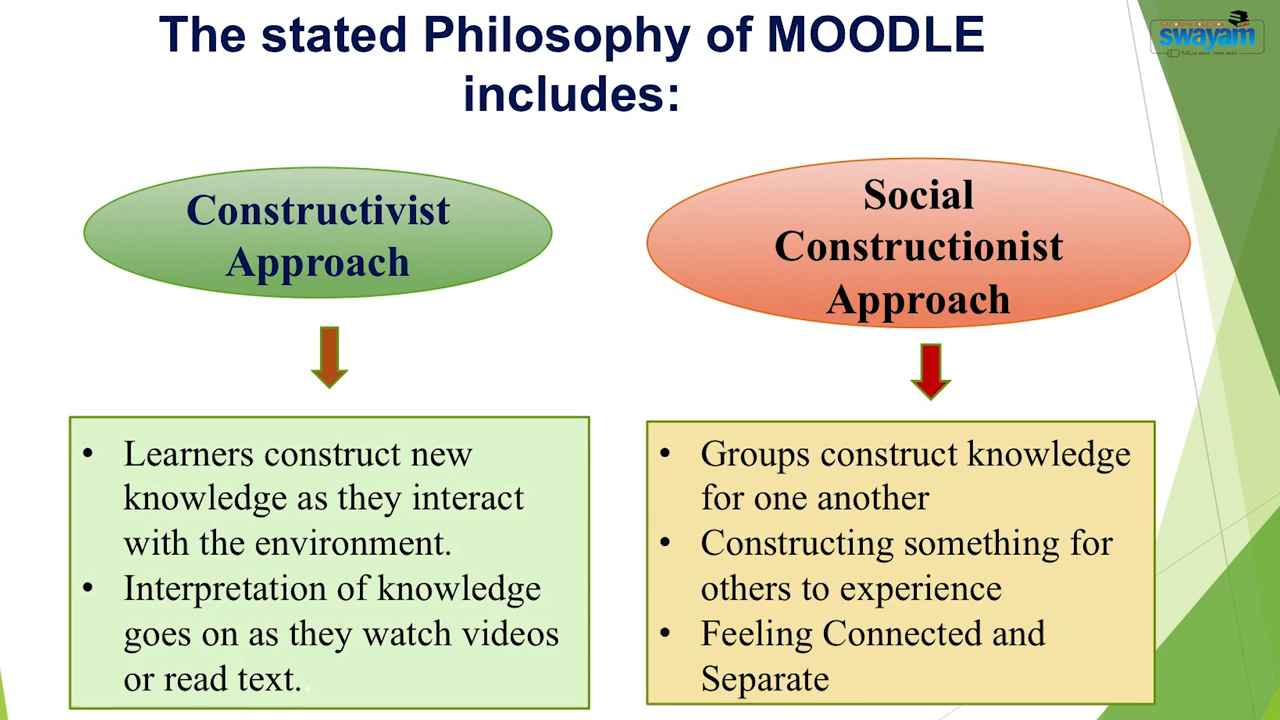 The stated Philosophy of MOODLE
includes:
swayam
Constructivist
Approach
Social
Constructionist
Approach
• Learners construct new
knowledge as they interact
with the environment.
• Interpretation of knowledge
goes on as they watch videos
or read text..
• Groups construct knowledge
for one another
• Constructing something for
others to experience
• Feeling Connected and
Separate